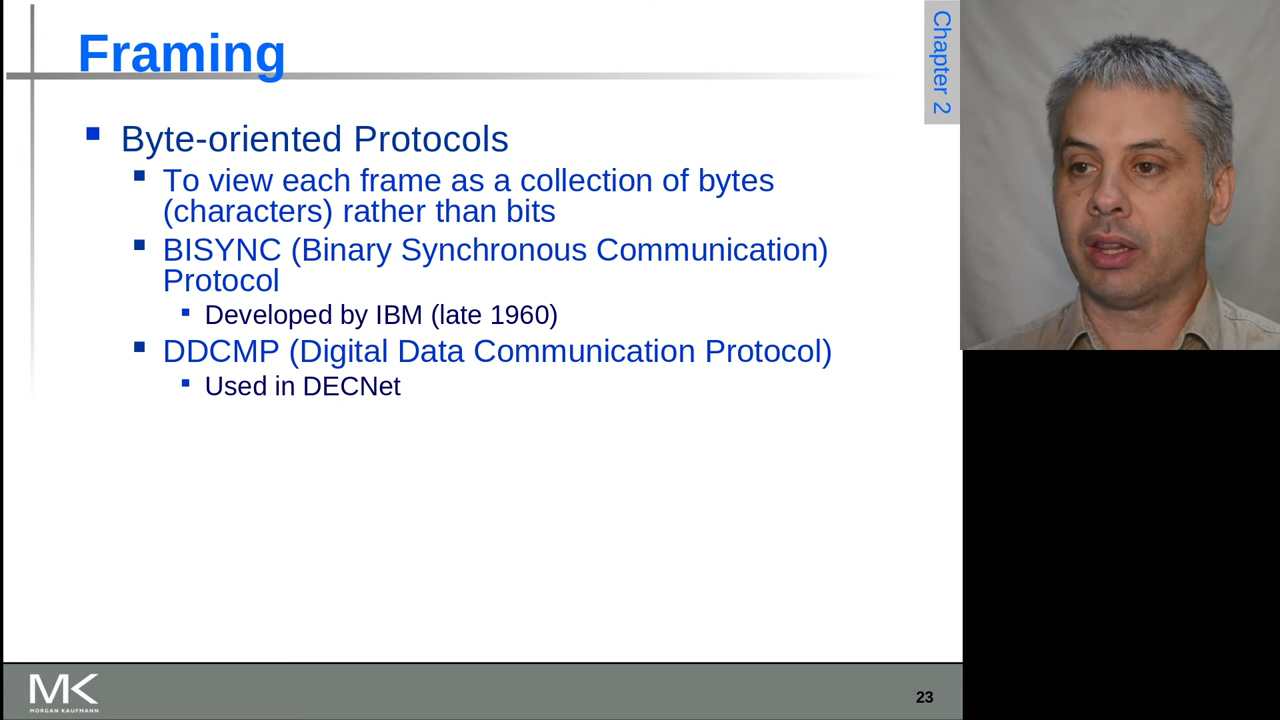 Framing
Chapter 2
Byte-oriented Protocols
To view each frame as a collection of bytes
(characters) rather than bits
BISYNC (Binary Synchronous Communication)
Protocol
Developed by IBM (late 1960)
DDCMP (Digital Data Communication Protocol)
Used in DECNet
MK
MORGAN KAUFMANN
23